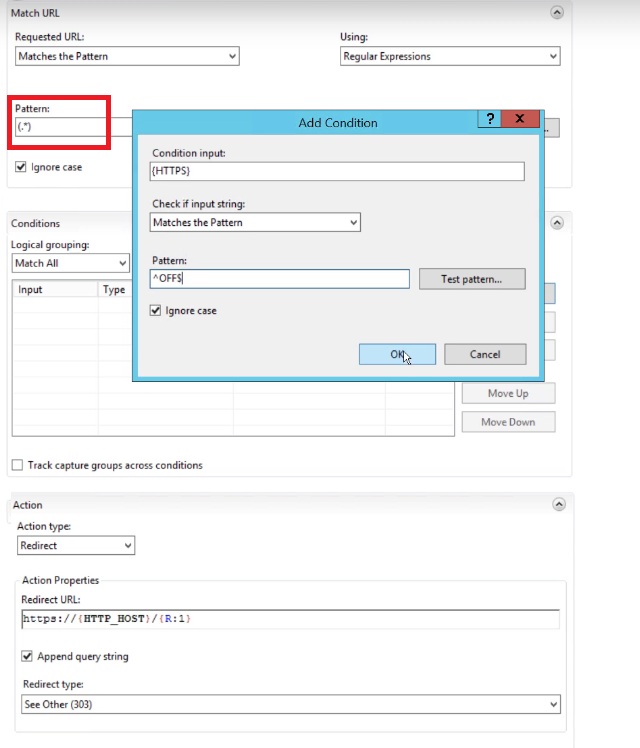 Match URL
Requested URL:
Using:
Matches the Pattern
Regular Expressions
Pattern:
(.*)
...
Ignore case
Add Condition
?
x
Condition input:
{HTTPS}
Check if input string:
Matches the Pattern
Pattern:
^OFF$
Test pattern...
Ignore case
OK
Cancel
Conditions
Logical grouping:
Match All
Input
Type
Move Up
Move Down
Track capture groups across conditions
Action
Action type:
Redirect
Action Properties
Redirect URL:
https://{HTTP_HOST}/{R:1}
Append query string
Redirect type:
See Other (303)